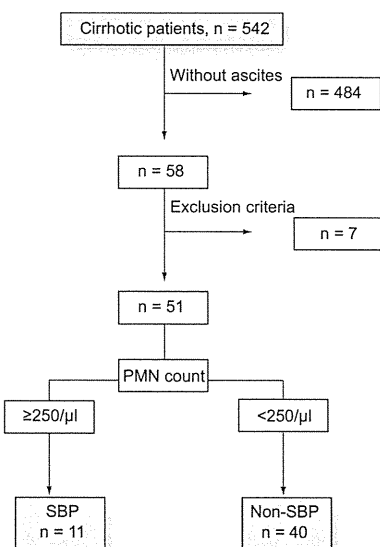 Cirrhotic patients, n = 542
Without ascites
n = 484
n = 58
Exclusion criteria
n = 7
n = 51
PMN count
≥250/µl
<250/µl
SBP
n = 11
Non-SBP
n = 40